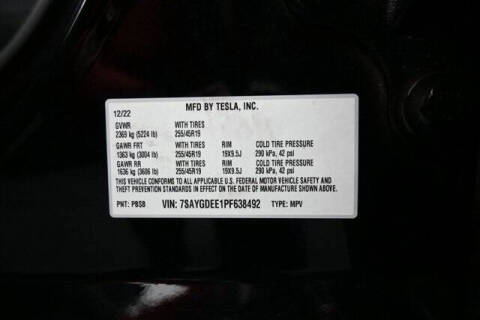 MFD BY TESLA, INC.
12/22
GVWR WITH TIRES
2369 kg (5224 lb) 255/45R19
GAWR FRT WITH TIRES RIM COLD TIRE PRESSURE
1363 kg (3004 lb) 255/45R19 19X9.5J 290 kPa, 42 psi
GAWR RR WITH TIRES RIM COLD TIRE PRESSURE
1636 kg (3606 lb) 255/45R19 19X9.5J 290 kPa, 42 psi
THIS VEHICLE CONFORMS TO ALL APPLICABLE U.S. FEDERAL MOTOR VEHICLE SAFETY AND
THEFT PREVENTION STANDARDS IN EFFECT ON THE DATE OF MANUFACTURE SHOWN ABOVE.
PNT: PBSB VIN: 7SAYGDEE1PF638492 TYPE: MPV